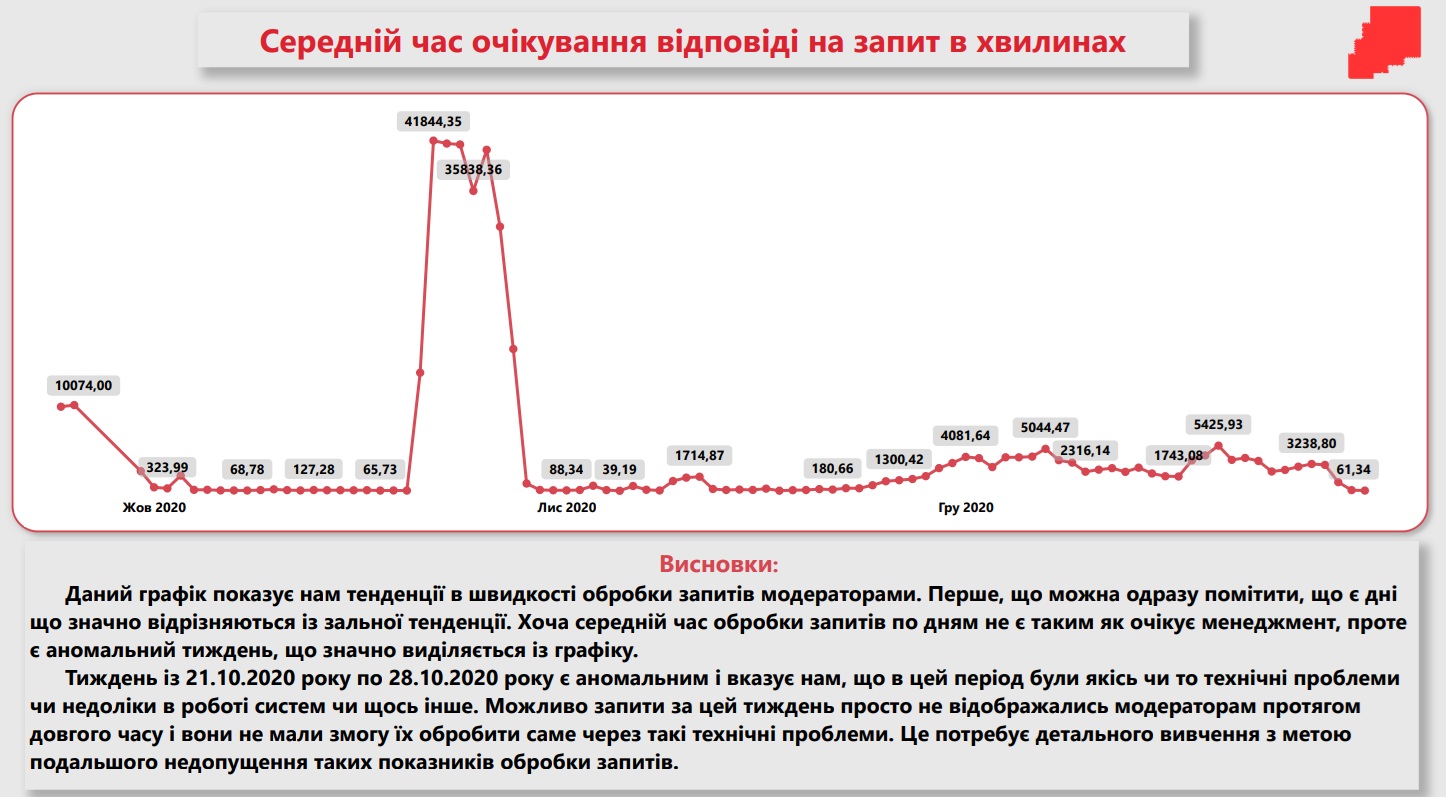 Середній час очікування відповіді на запит в хвилинах
41844,35
35838,36
10074,00
5425,93
5044,47
4081,64
3238,80
2316,14
1714,87
1743,08
1300,42
323,99
68,78
127,28
65,73
88,34
39,19
180,66
61,34
Жов 2020
Лис 2020
Гру 2020
Висновки:
Даний графік показує нам тенденції в швидкості обробки запитів модераторами. Перше, що можна одразу помітити, що є дні
що значно відрізняються із зальної тенденції. Хоча середній час обробки запитів по дням не є таким як очікує менеджмент, проте
є аномальний тиждень, що значно виділяється із графіку.
Тиждень із 21.10.2020 року по 28.10.2020 року є аномальним і вказує нам, що в цей період були якісь чи то технічні проблеми
чи недоліки в роботі систем чи щось інше. Можливо запити за цей тиждень просто не відображались модераторам протягом
довгого часу і вони не мали змогу їх обробити саме через такі технічні проблеми. Це потребує детального вивчення з метою
подальшого недопущення таких показників обробки запитів.